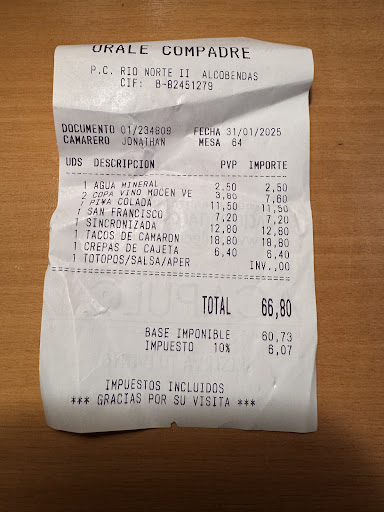 ORALE COMPADRE
P.C. RIO NORTE II ALCOBENDAS
CIF: B-82451279
DOCUMENTO 01/234809 FECHA 31/01/2025
CAMARERO JONATHAN MESA 64
UDS DESCRIPCION PVP IMPORTE
1 AGUA MINERAL 2,50 2,50
2 COPA VINO MOCEN VE 3,80 7,60
1 PIÑA COLADA 11,50 11,50
1 SAN FRANCISCO 7,20 7,20
1 SINCRONIZADA 12,80 12,80
1 TACOS DE CAMARON 18,80 18,80
1 CREPAS DE CAJETA 6,40 6,40
1 TOTOPOS/SALSA/APER INV.,00
TOTAL 66,80
BASE IMPONIBLE 60,73
IMPUESTO 10% 6,07
IMPUESTOS INCLUIDOS
*** GRACIAS POR SU VISITA ***